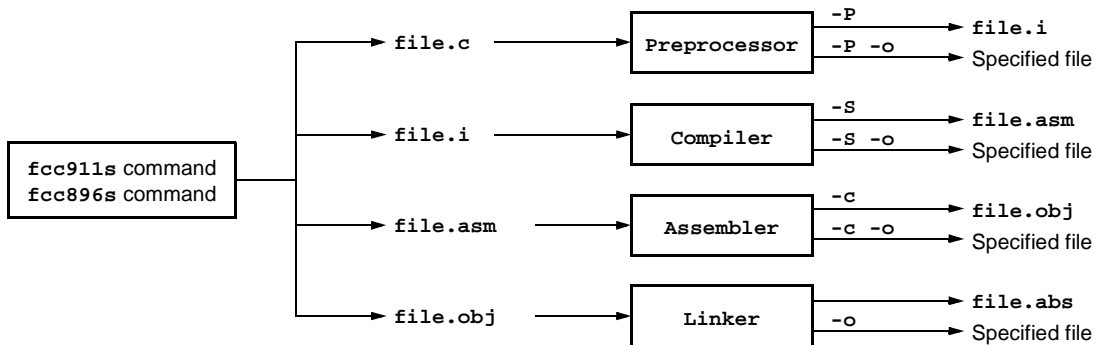 fcc911s command
fcc896s command
file.c
Preprocessor
-P
file.i
-P -o
Specified file
file.i
Compiler
-S
file.asm
-S -o
Specified file
file.asm
Assembler
-c
file.obj
-c -o
Specified file
file.obj
Linker
file.abs
-o
Specified file